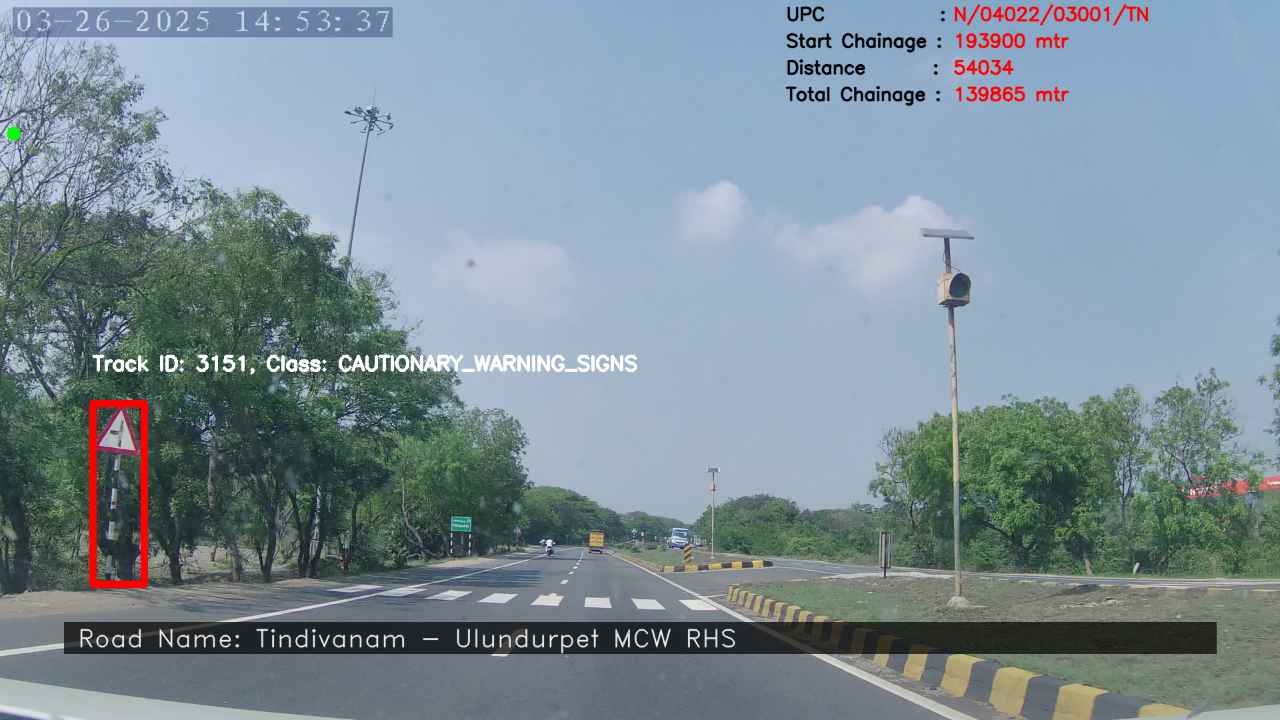 03-26-2025 14:53:37
UPC : N/04022/03001/TN
Start Chainage : 193900 mtr
Distance : 54034
Total Chainage : 139865 mtr
Track ID: 3151, Class: CAUTIONARY_WARNING_SIGNS
Road Name: Tindivanam - Ulundurpet MCW RHS